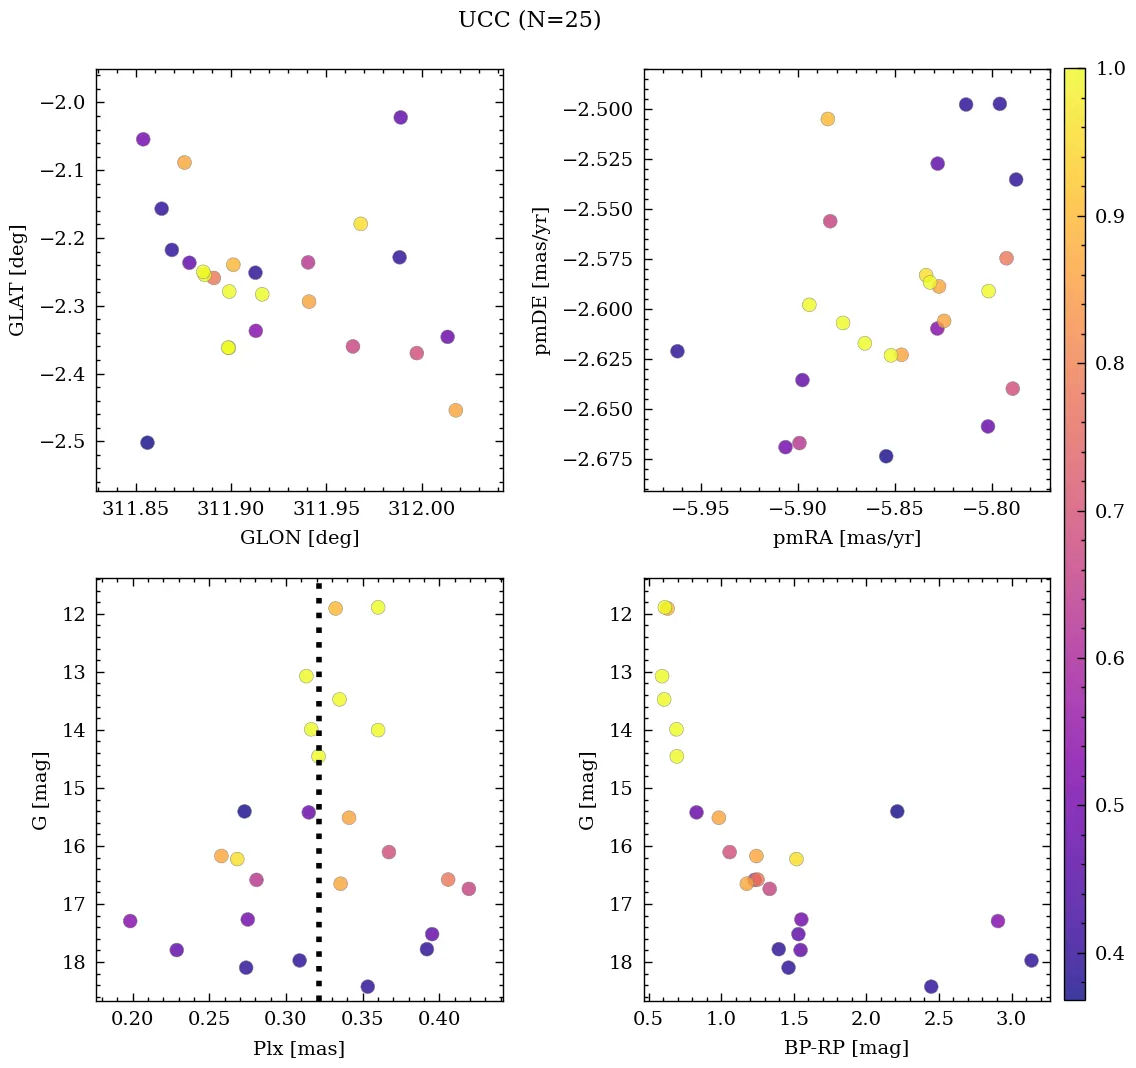 UCC (N=25)
−2.0
−2.1
−2.2
−2.3
−2.4
−2.5
GLAT [deg]
311.85 311.90 311.95 312.00
GLON [deg]
−2.500
−2.525
−2.550
−2.575
−2.600
−2.625
−2.650
−2.675
pmDE [mas/yr]
−5.95 −5.90 −5.85 −5.80
pmRA [mas/yr]
12
13
14
15
16
17
18
G [mag]
0.20 0.25 0.30 0.35 0.40
Plx [mas]
12
13
14
15
16
17
18
G [mag]
0.5 1.0 1.5 2.0 2.5 3.0
BP-RP [mag]
1.0
0.9
0.8
0.7
0.6
0.5
0.4